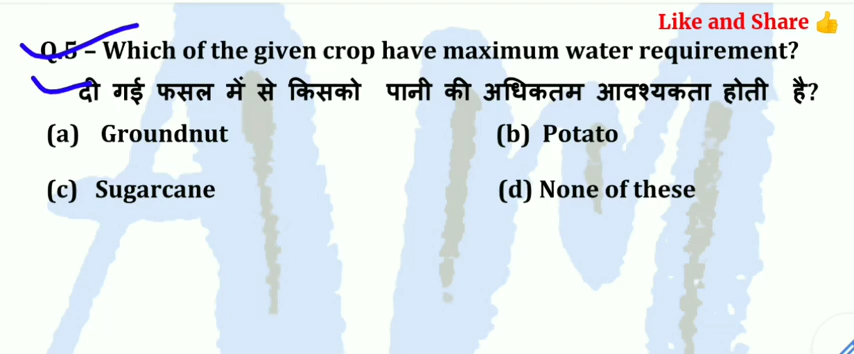 Like and Share 👍
Q.5 – Which of the given crop have maximum water requirement?
दी गई फसल में से किसको पानी की अधिकतम आवश्यकता होती है?
(a) Groundnut (b) Potato
(c) Sugarcane (d) None of these